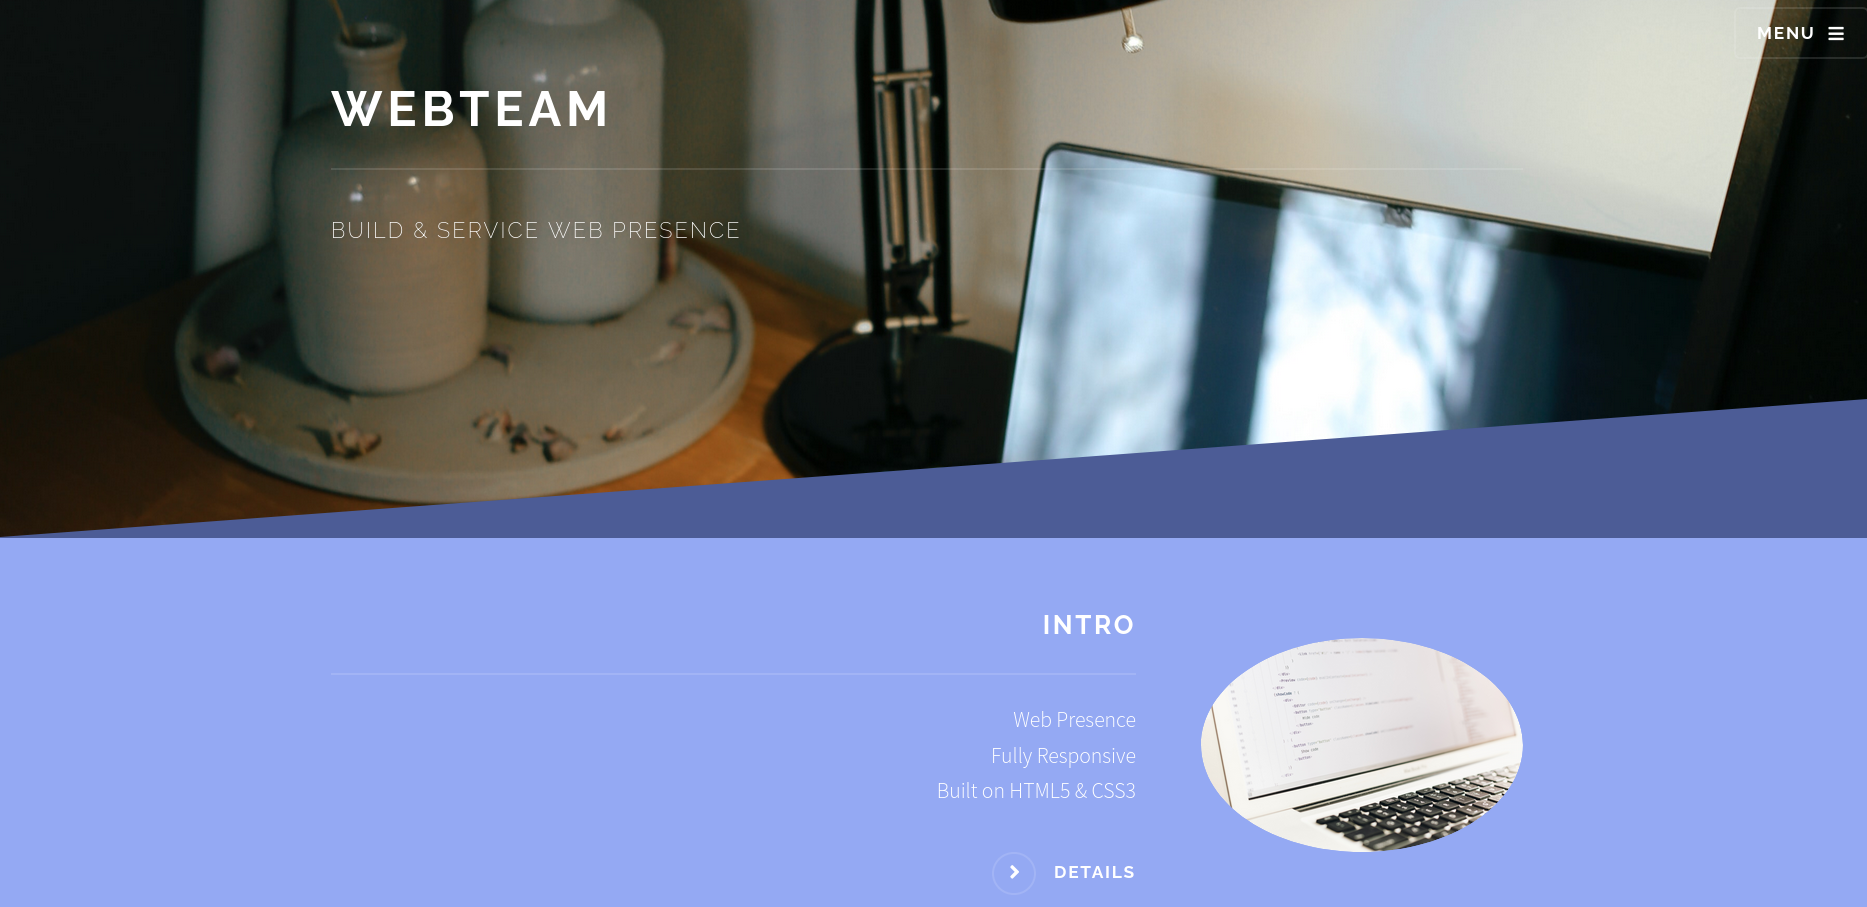 MENU
WEBTEAM
BUILD & SERVICE WEB PRESENCE
INTRO
Web Presence
Fully Responsive
Built on HTML5 & CSS3
DETAILS